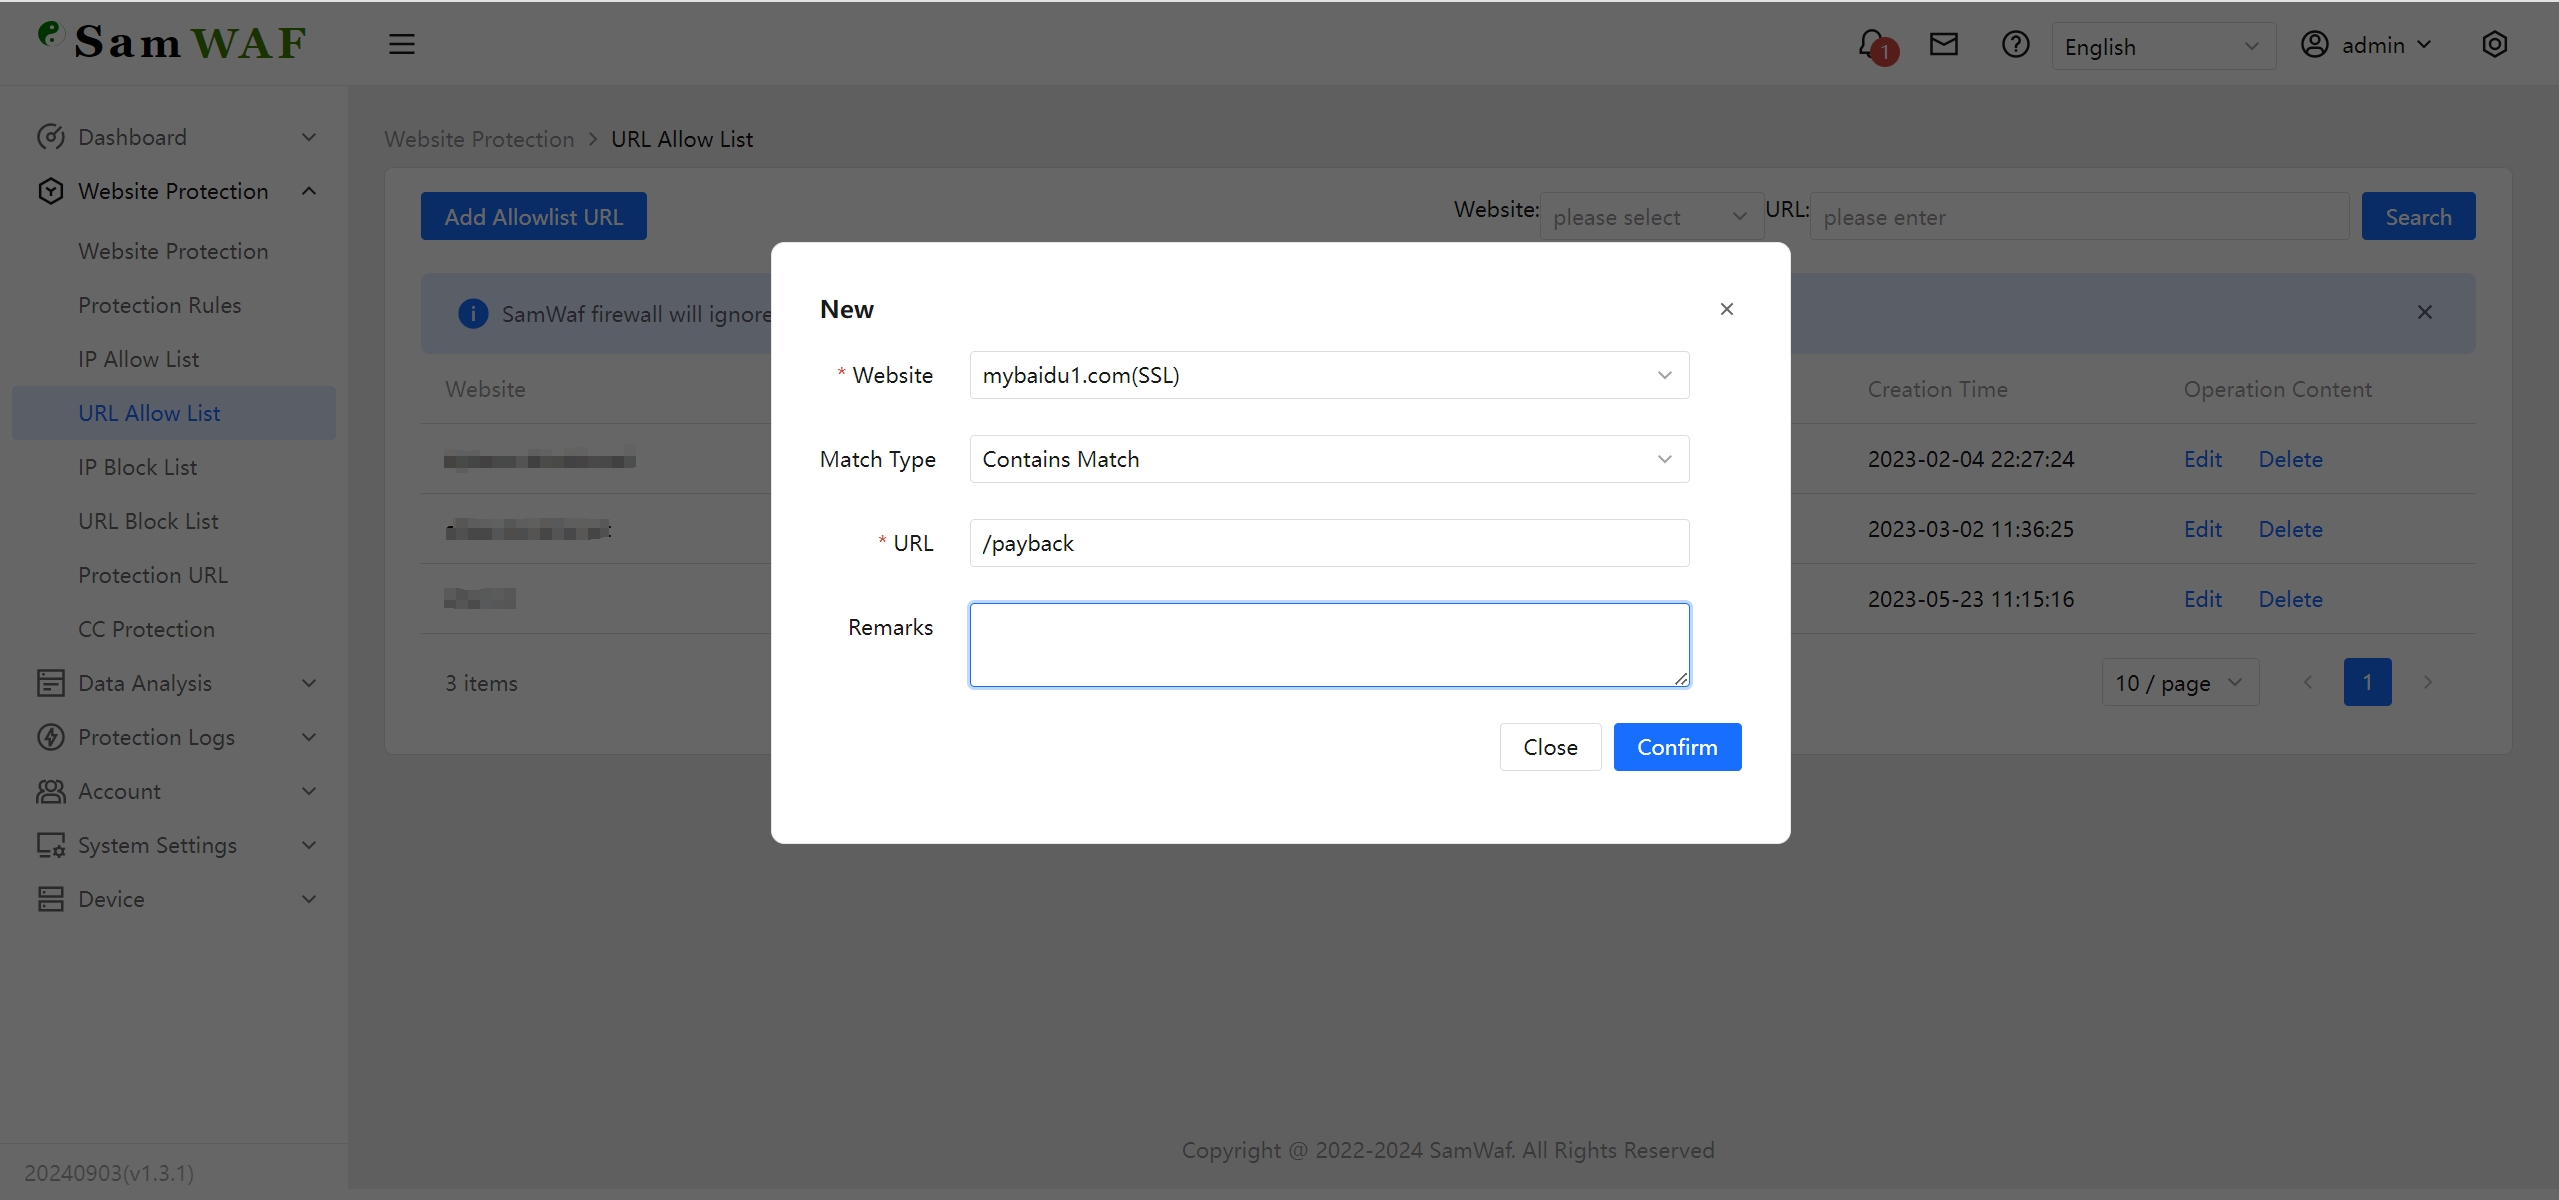 Sam WAF
1
English
admin
Dashboard
Website Protection
Website Protection
Protection Rules
IP Allow List
URL Allow List
IP Block List
URL Block List
Protection URL
CC Protection
Data Analysis
Protection Logs
Account
System Settings
Device
20240903(v1.3.1)
Website Protection > URL Allow List
Add Allowlist URL
Website: please select URL: please enter Search
SamWaf firewall will ignore
Website Creation Time Operation Content
2023-02-04 22:27:24 Edit Delete
2023-03-02 11:36:25 Edit Delete
2023-05-23 11:15:16 Edit Delete
3 items 10 / page 1
New
* Website mybaidu1.com(SSL)
Match Type Contains Match
* URL /payback
Remarks
Close Confirm
Copyright @ 2022-2024 SamWaf. All Rights Reserved